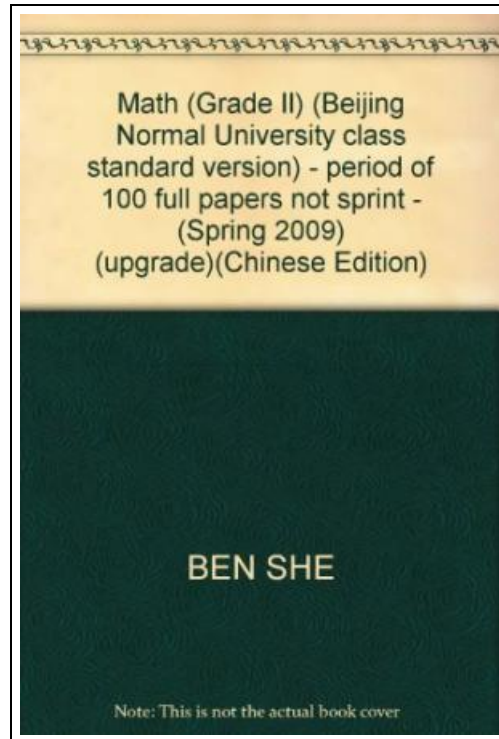 Math (Grade II) (Beijing
Normal University class
standard version) - period of
100 full papers not sprint -
(Spring 2009)
(upgrade)(Chinese Edition)
BEN SHE
Note: This is not the actual book cover